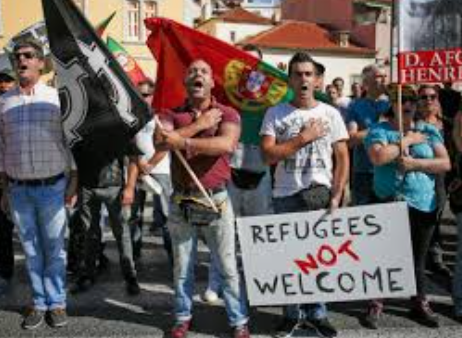 D. AFO
HENRI
REFUGEES
NOT
WELCOME